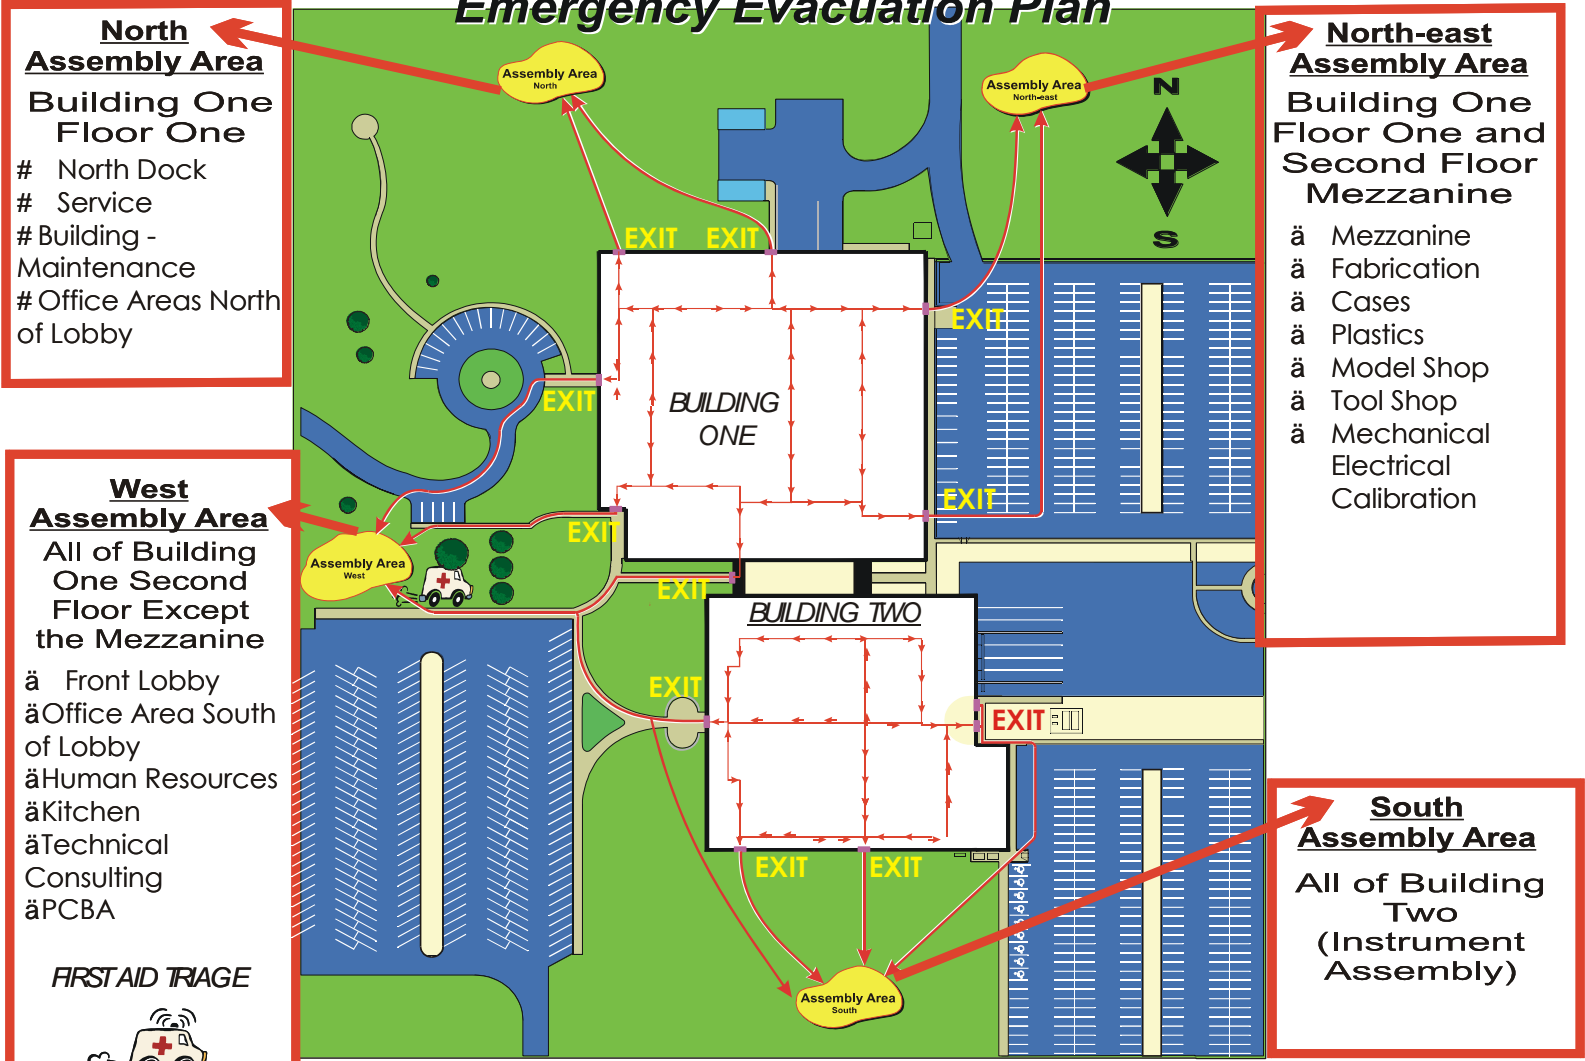 Emergency Evacuation Plan
North
Assembly Area
Building One
Floor One
# North Dock
# Service
# Building -
Maintenance
# Office Areas North
of Lobby
West
Assembly Area
All of Building
One Second
Floor Except
the Mezzanine
ä Front Lobby
äOffice Area South
of Lobby
äHuman Resources
äKitchen
äTechnical
Consulting
äPCBA
FIRST AID TRIAGE
Assembly Area
North
Assembly Area
North-east
N
S
EXIT
EXIT
EXIT
EXIT
BUILDING
ONE
EXIT
EXIT
Assembly Area
West
EXIT
BUILDING TWO
EXIT
EXIT
EXIT
EXIT
Assembly Area
South
North-east
Assembly Area
Building One
Floor One and
Second Floor
Mezzanine
ä Mezzanine
ä Fabrication
ä Cases
ä Plastics
ä Model Shop
ä Tool Shop
ä Mechanical
Electrical
Calibration
South
Assembly Area
All of Building
Two
(Instrument
Assembly)